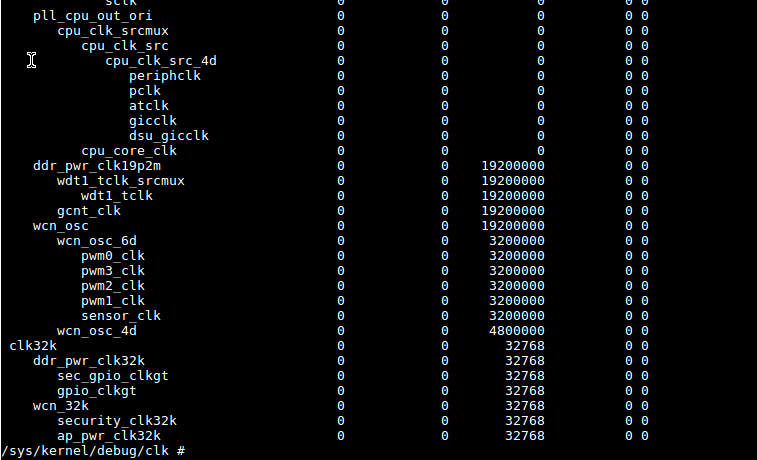 sclk 0 0 0 0 0
pll_cpu_out_ori 0 0 0 0 0
cpu_clk_srcmux 0 0 0 0 0
cpu_clk_src 0 0 0 0 0
cpu_clk_src_4d 0 0 0 0 0
periphclk 0 0 0 0 0
pclk 0 0 0 0 0
atclk 0 0 0 0 0
gicclk 0 0 0 0 0
dsu_gicclk 0 0 0 0 0
cpu_core_clk 0 0 0 0 0
ddr_pwr_clk19p2m 0 0 19200000 0 0
wdt1_tclk_srcmux 0 0 19200000 0 0
wdt1_tclk 0 0 19200000 0 0
gcnt_clk 0 0 19200000 0 0
wcn_osc 0 0 19200000 0 0
wcn_osc_6d 0 0 3200000 0 0
pwm0_clk 0 0 3200000 0 0
pwm3_clk 0 0 3200000 0 0
pwm2_clk 0 0 3200000 0 0
pwm1_clk 0 0 3200000 0 0
sensor_clk 0 0 3200000 0 0
wcn_osc_4d 0 0 4800000 0 0
clk32k 0 0 32768 0 0
ddr_pwr_clk32k 0 0 32768 0 0
sec_gpio_clkgt 0 0 32768 0 0
gpio_clkgt 0 0 32768 0 0
wcn_32k 0 0 32768 0 0
security_clk32k 0 0 32768 0 0
ap_pwr_clk32k 0 0 32768 0 0
/sys/kernel/debug/clk #